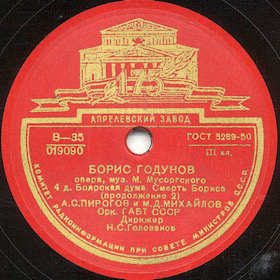 175
АПРЕЛЕВСКИЙ ЗАВОД
В—35
019090
ГОСТ 5289-50
III кл.
БОРИС ГОДУНОВ
опера, муз. М. Мусоргского
4 д. Боярская дума. Смерть Бориса
(продолжение 2)
А.С.ПИРОГОВ и М.Д.МИХАЙЛОВ
Орк. ГАБТ СССР
Дирижер
Н.С.Голованов
КОМИТЕТ РАДИОИНФОРМАЦИИ ПРИ СОВЕТЕ МИНИСТРОВ СССР.